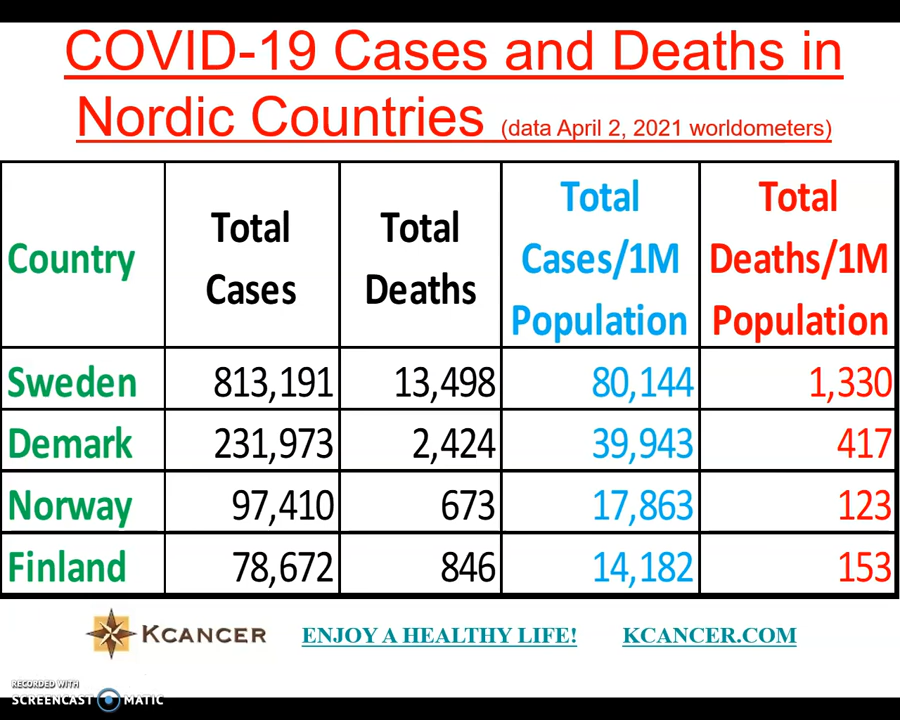 COVID-19 Cases and Deaths in
Nordic Countries (data April 2, 2021 worldometers)
Country Total Cases Total Deaths Total Cases/1M Population Total Deaths/1M Population
Sweden 813,191 13,498 80,144 1,330
Demark 231,973 2,424 39,943 417
Norway 97,410 673 17,863 123
Finland 78,672 846 14,182 153
KCANCER ENJOY A HEALTHY LIFE! KCANCER.COM
RECORDED WITH
SCREENCAST MATIC